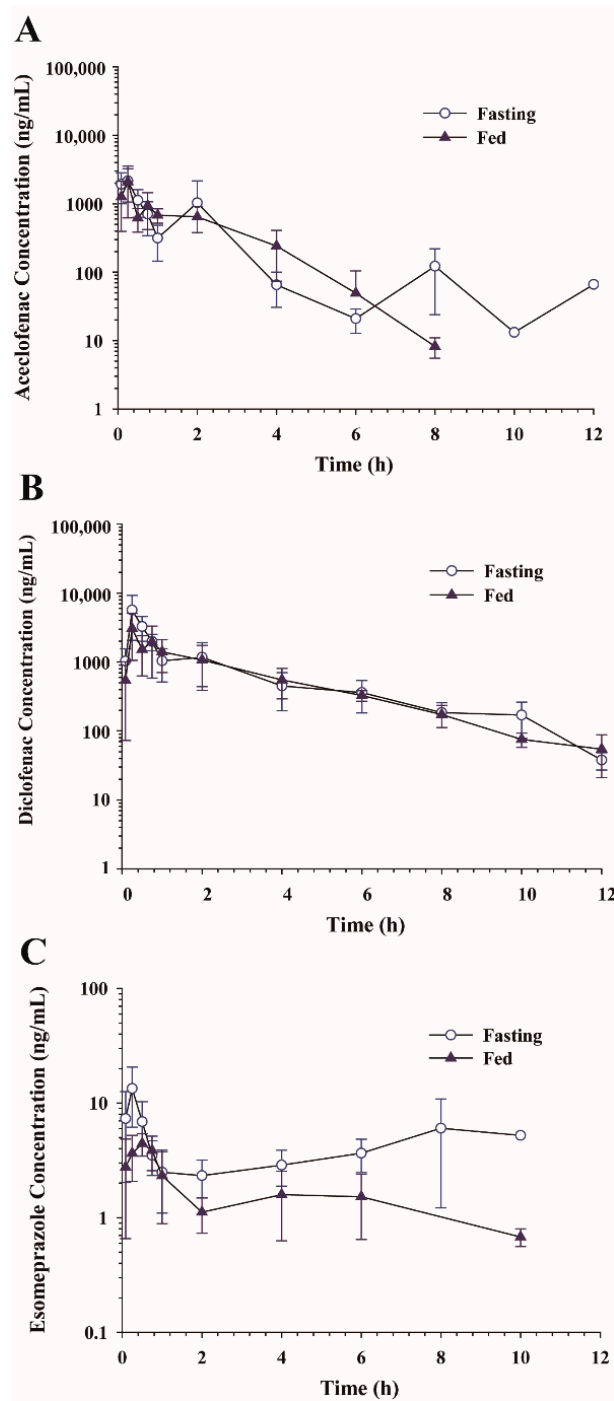 A
Aceclofenac Concentration (ng/mL)
100,000
10,000
1000
100
10
1
Fasting
Fed
0 2 4 6 8 10 12
Time (h)
B
Diclofenac Concentration (ng/mL)
100,000
10,000
1000
100
10
1
Fasting
Fed
0 2 4 6 8 10 12
Time (h)
C
Esomeprazole Concentration (ng/mL)
100
10
1
0.1
Fasting
Fed
0 2 4 6 8 10 12
Time (h)